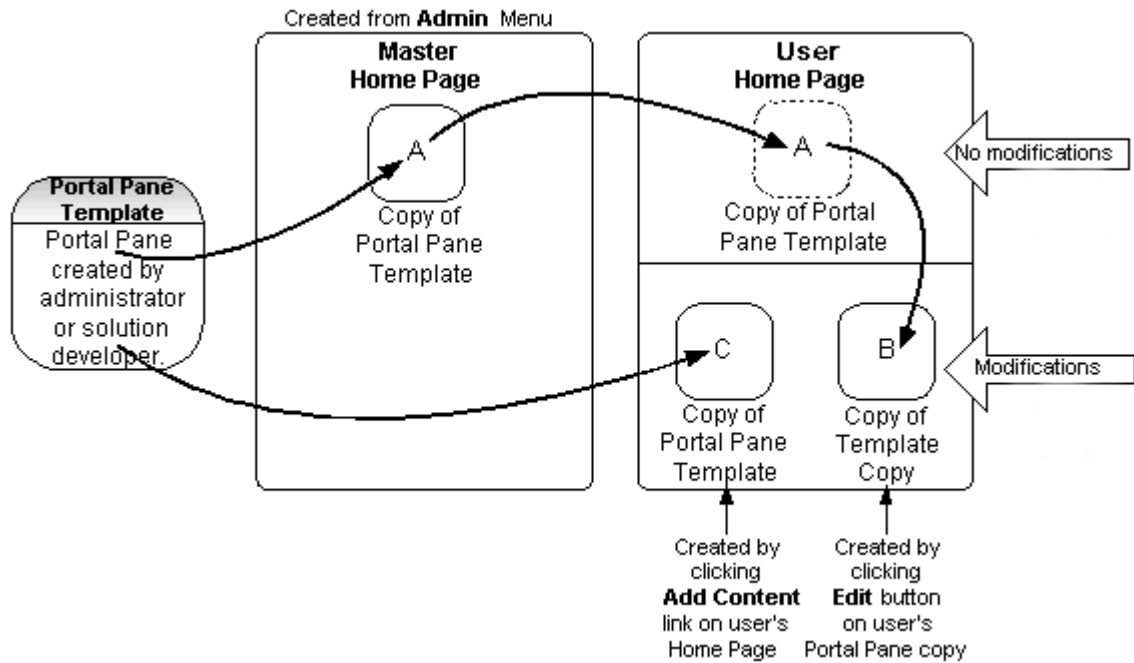 Created from Admin Menu
Master
Home Page
A
Copy of
Portal Pane
Template
User
Home Page
A
Copy of Portal
Pane Template
No modifications
Portal Pane
Template
Portal Pane
created by
administrator
or solution
developer.
C
Copy of
Portal Pane
Template
B
Copy of
Template
Copy
Modifications
Created by
clicking
Add Content
link on user's
Home Page
Created by
clicking
Edit button
on user's
Portal Pane copy